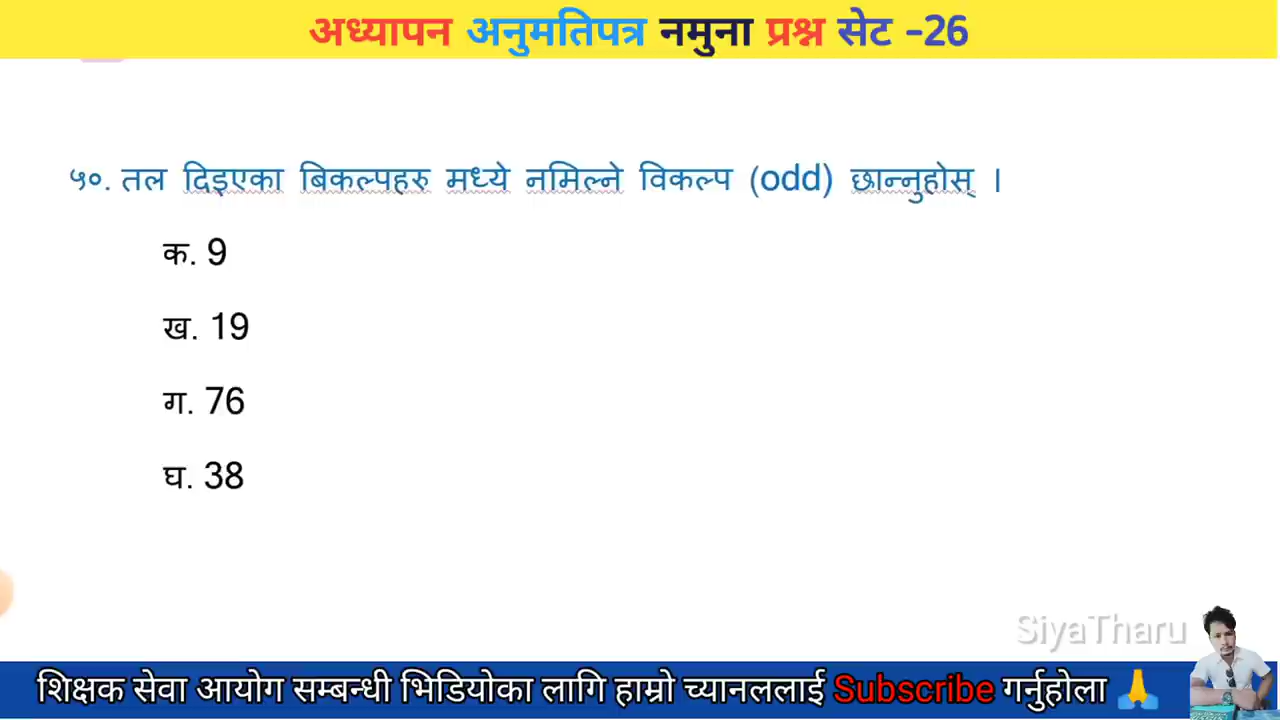 अध्यापन अनुमतिपत्र नमुना प्रश्न सेट -26
५०. तल दिइएका बिकल्पहरु मध्ये नमिल्ने विकल्प (odd) छान्नुहोस् ।
क. 9
ख. 19
ग. 76
घ. 38
SiyaTharu
शिक्षक सेवा आयोग सम्बन्धी भिडियोका लागि हाम्रो च्यानललाई Subscribe गर्नुहोला 🙏